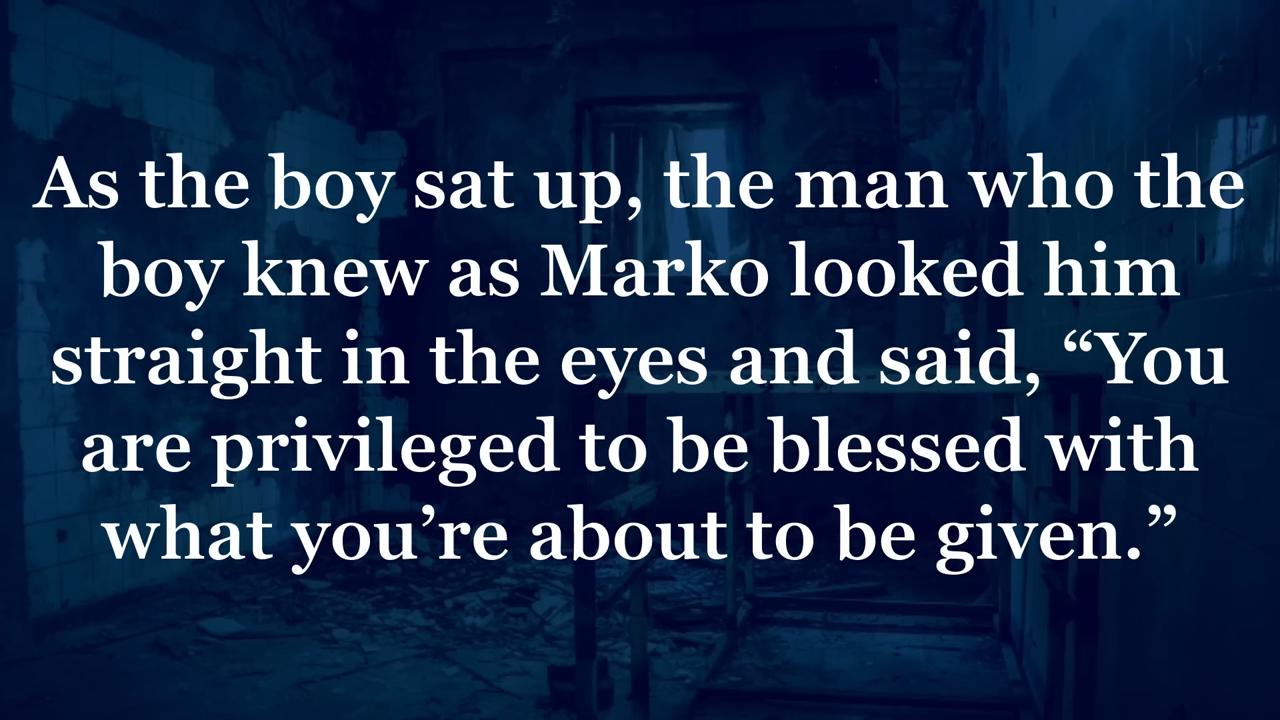 As the boy sat up, the man who the
boy knew as Marko looked him
straight in the eyes and said, “You
are privileged to be blessed with
what you’re about to be given.”